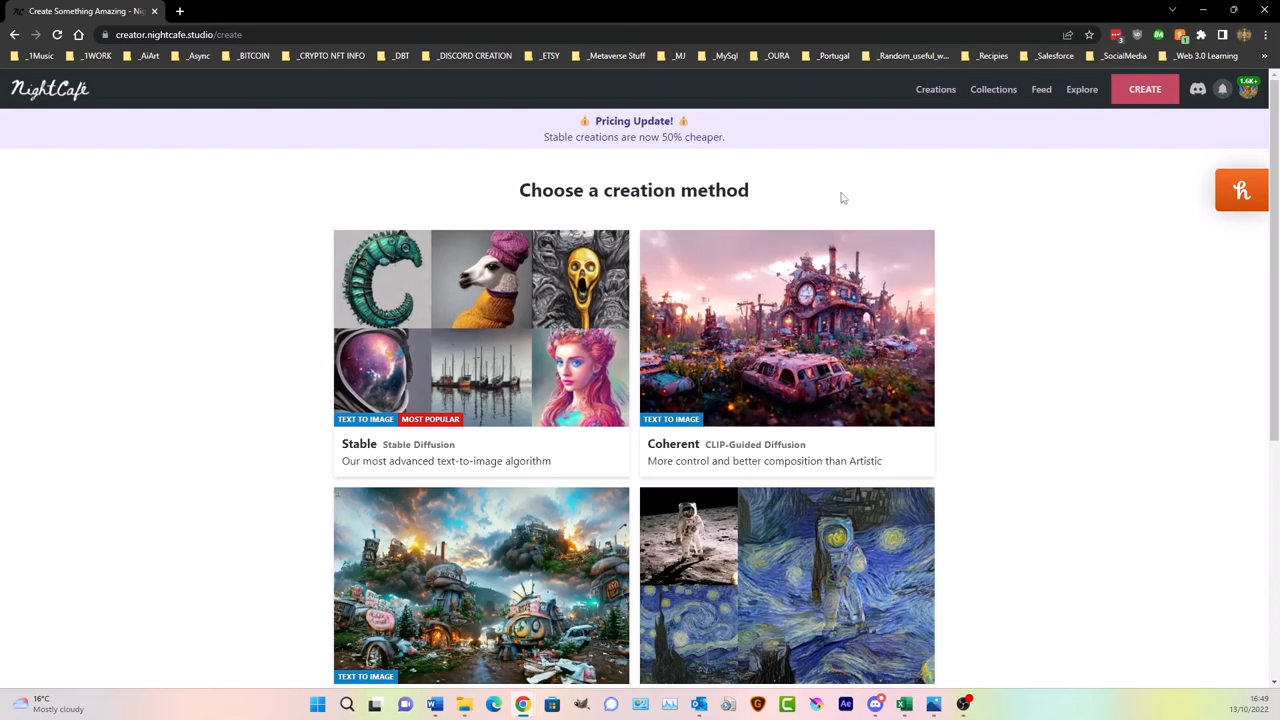 Create Something Amazing - Nig
creator.nightcafe.studio/create
_1Music
_1WORK
_AiArt
_Async
_BITCOIN
_CRYPTO NFT INFO
_DBT
_DISCORD CREATION
_ETSY
_Metaverse Stuff
_MJ
_MySql
_OURA
_Portugal
_Random_useful_w...
_Recipies
_Salesforce
_SocialMedia
_Web 3.0 Learning
NightCafe
Creations
Collections
Feed
Explore
CREATE
1.6K+
Pricing Update!
Stable creations are now 50% cheaper.
Choose a creation method
TEXT TO IMAGE
MOST POPULAR
TEXT TO IMAGE
Stable Stable Diffusion
Our most advanced text-to-image algorithm
Coherent CLIP-Guided Diffusion
More control and better composition than Artistic
TEXT TO IMAGE
16°C
Mostly cloudy
Ae
16:49
13/10/2022